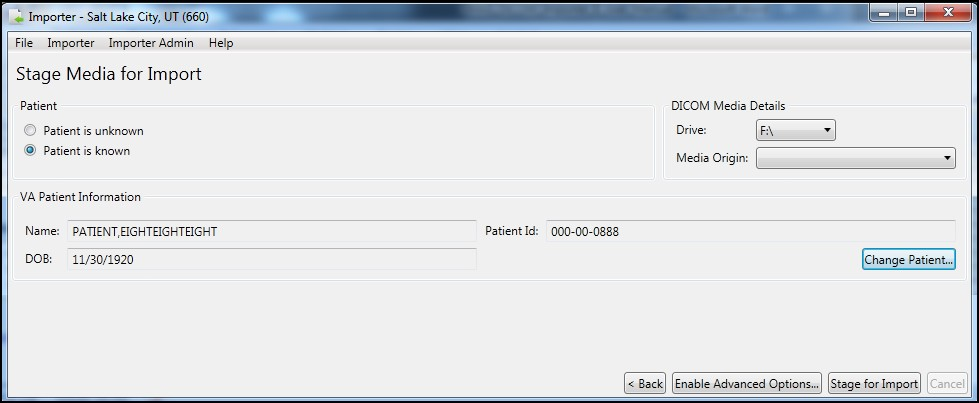 Importer - Salt Lake City, UT (660)
File Importer Importer Admin Help
Stage Media for Import
Patient
Patient is unknown
Patient is known
DICOM Media Details
Drive: F:\
Media Origin:
VA Patient Information
Name: PATIENT,EIGHTEIGHTEIGHT Patient Id: 000-00-0888
DOB: 11/30/1920 Change Patient...
< Back Enable Advanced Options... Stage for Import Cancel